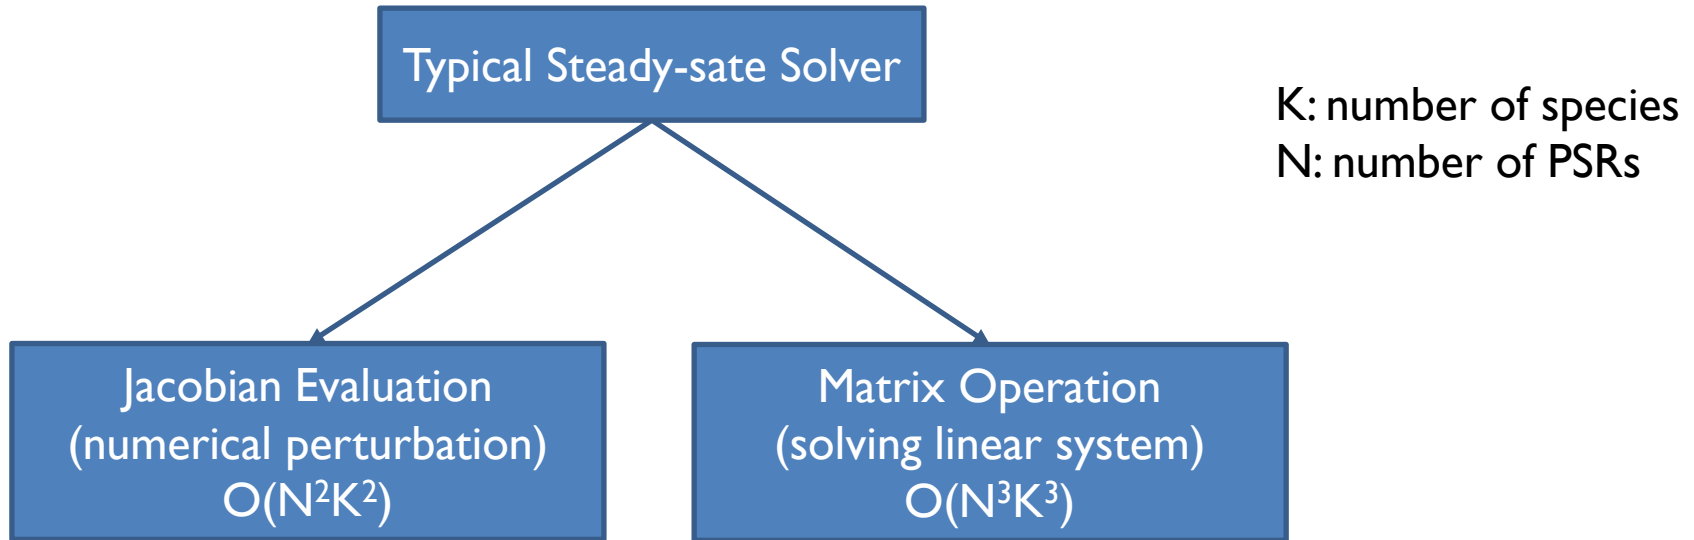 Typical Steady-sate Solver
K: number of species
N: number of PSRs
Jacobian Evaluation
(numerical perturbation)
O(N²K²)
Matrix Operation
(solving linear system)
O(N³K³)